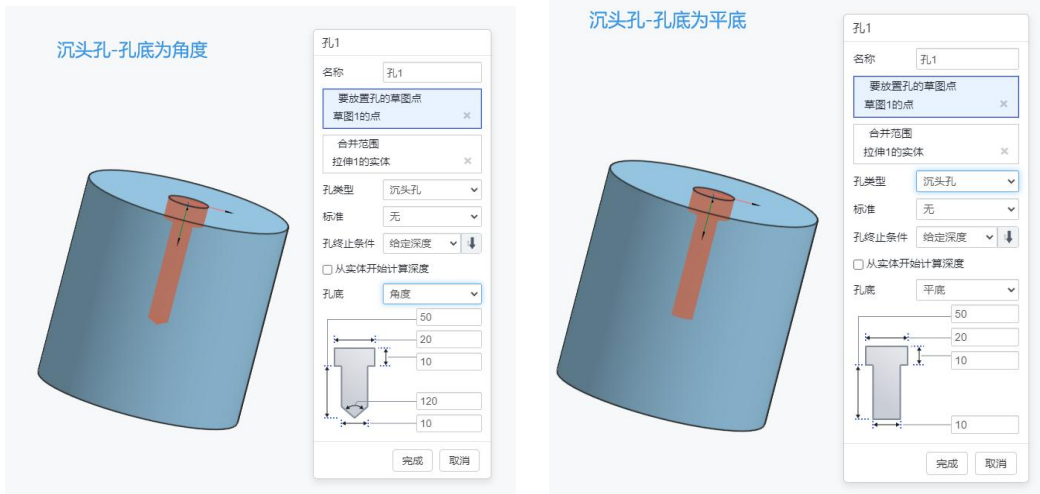 沉头孔-孔底为角度
孔1
名称 孔1
要放置孔的草图点
草图1的点 ×
合并范围
拉伸1的实体 ×
孔类型 沉头孔
标准 无
孔终止条件 给定深度
从实体开始计算深度
孔底 角度
50
20
10
120
10
完成 取消
沉头孔-孔底为平底
孔1
名称 孔1
要放置孔的草图点
草图1的点 ×
合并范围
拉伸1的实体 ×
孔类型 沉头孔
标准 无
孔终止条件 给定深度
从实体开始计算深度
孔底 平底
50
20
10
10
完成 取消